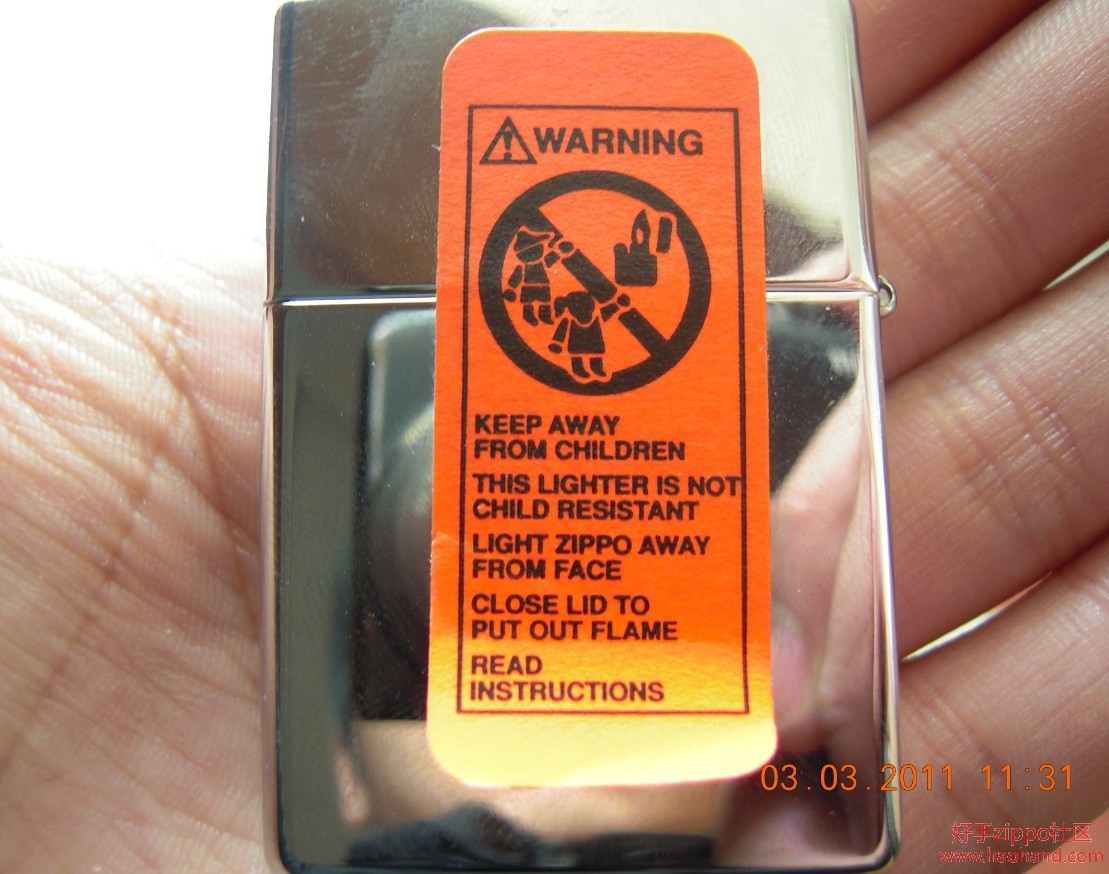 WARNING
KEEP AWAY
FROM CHILDREN
THIS LIGHTER IS NOT
CHILD RESISTANT
LIGHT ZIPPO AWAY
FROM FACE
CLOSE LID TO
PUT OUT FLAME
READ
INSTRUCTIONS
03.03.2011 11:31
好手zippo社区
www.haohand.com